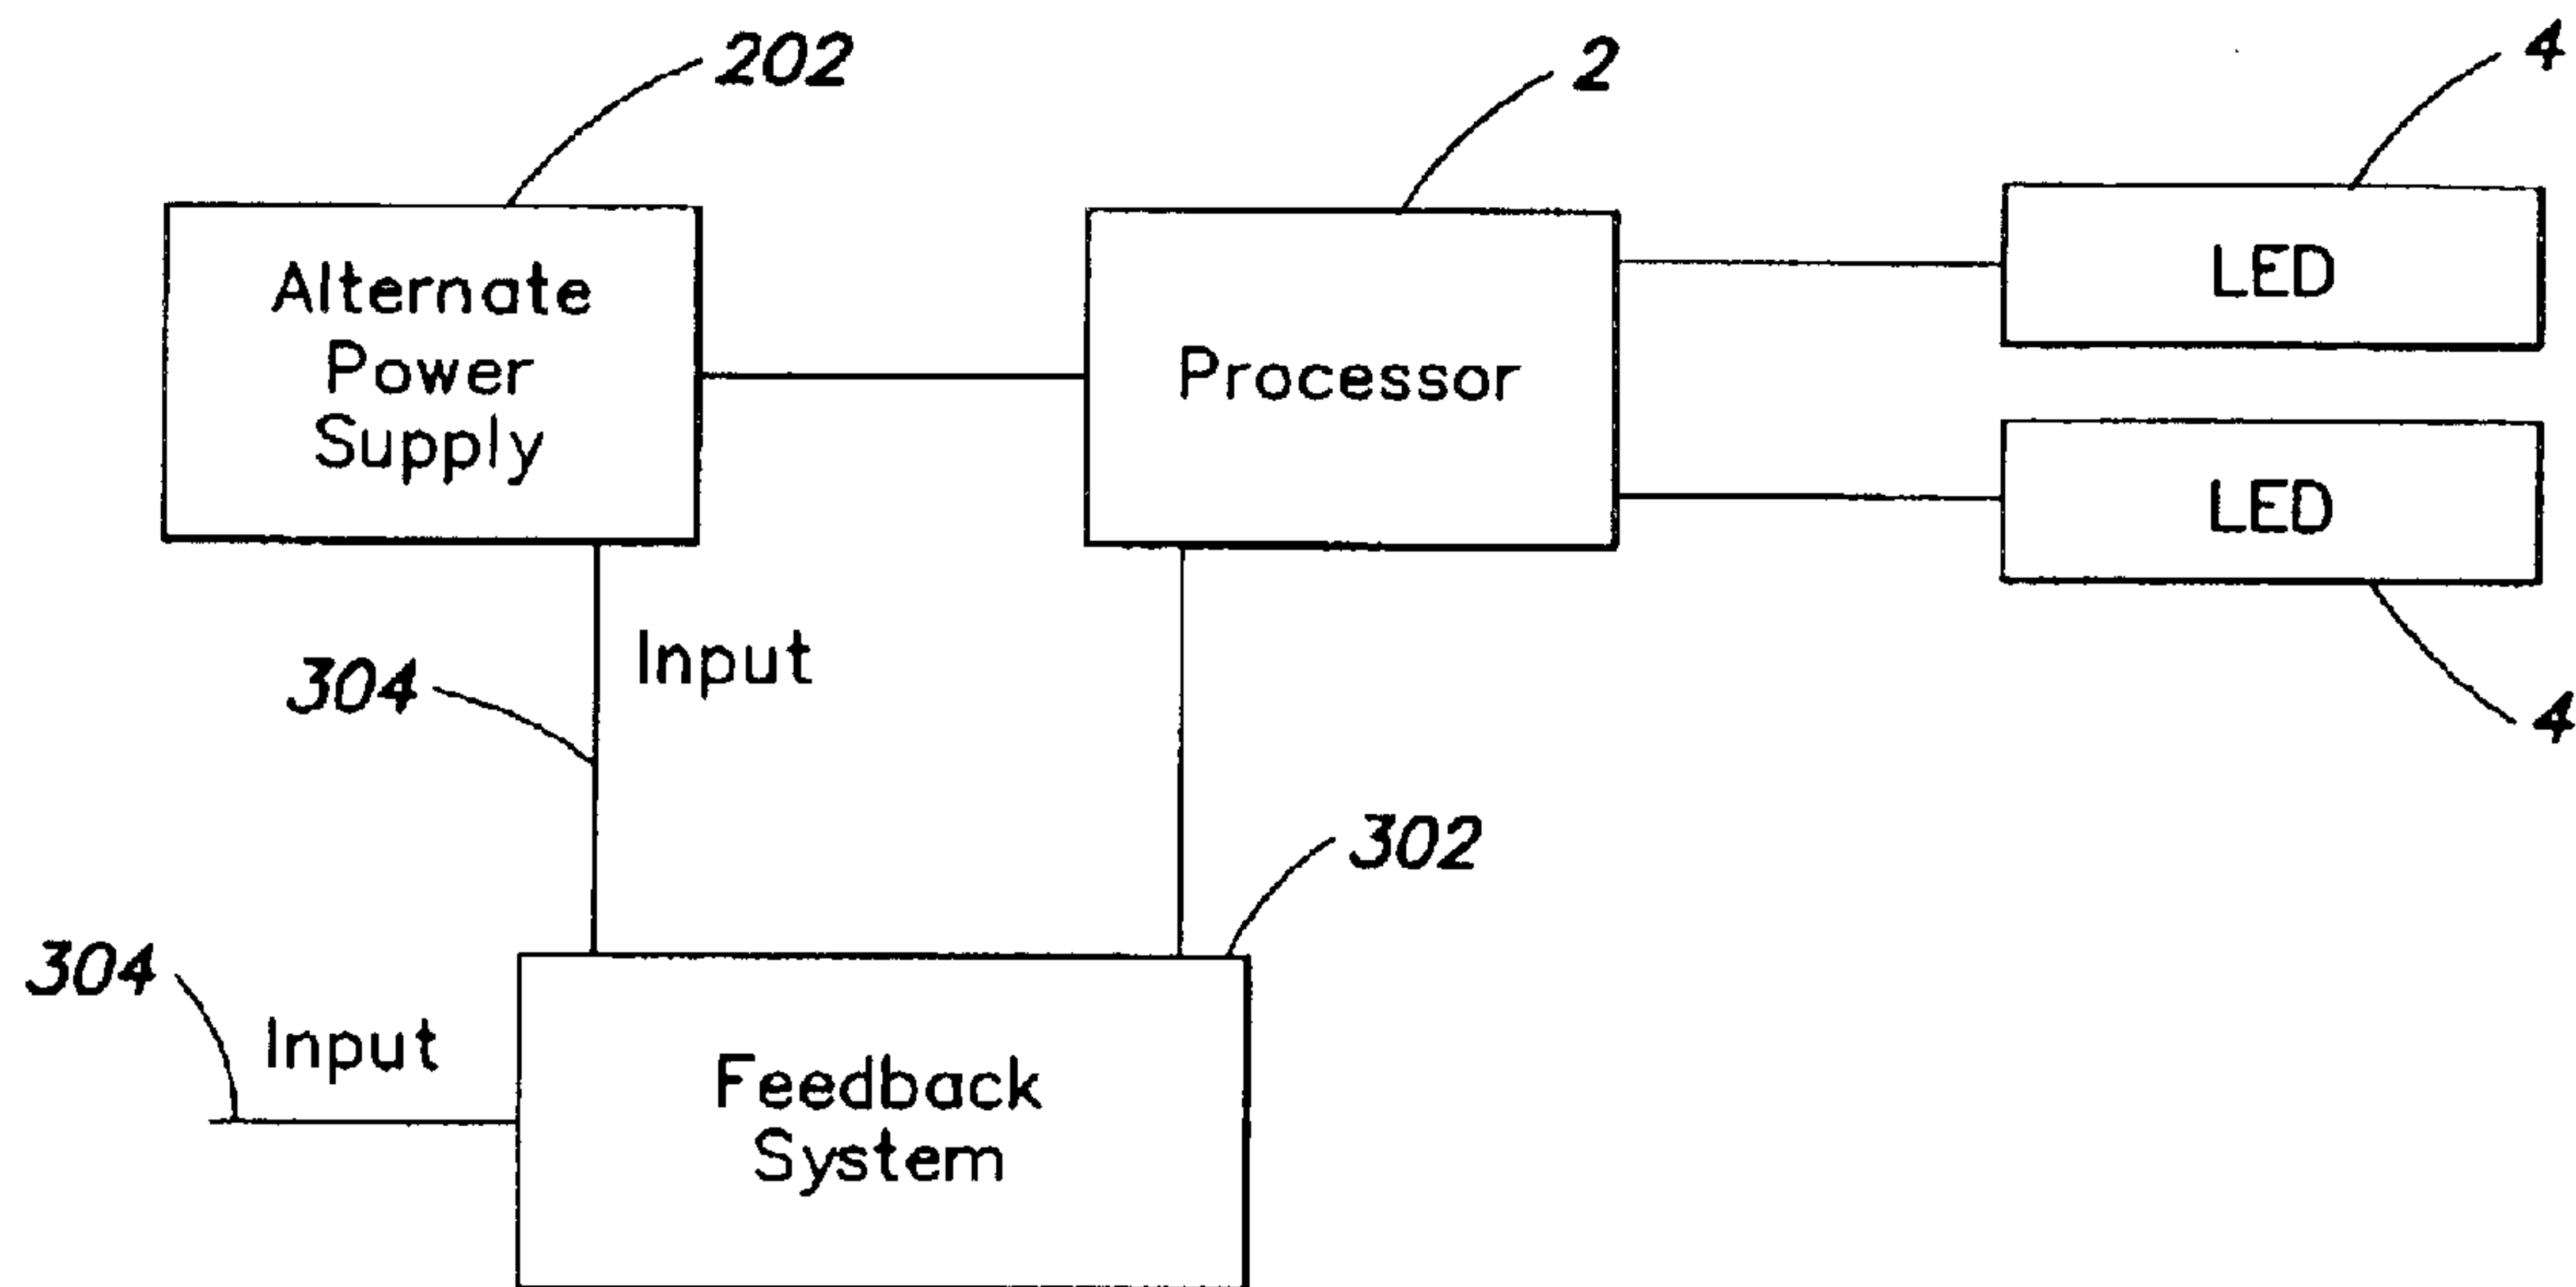 202
2
4
Alternate
Power
Supply
Processor
LED
LED
4
304
Input
302
304
Input
Feedback
System